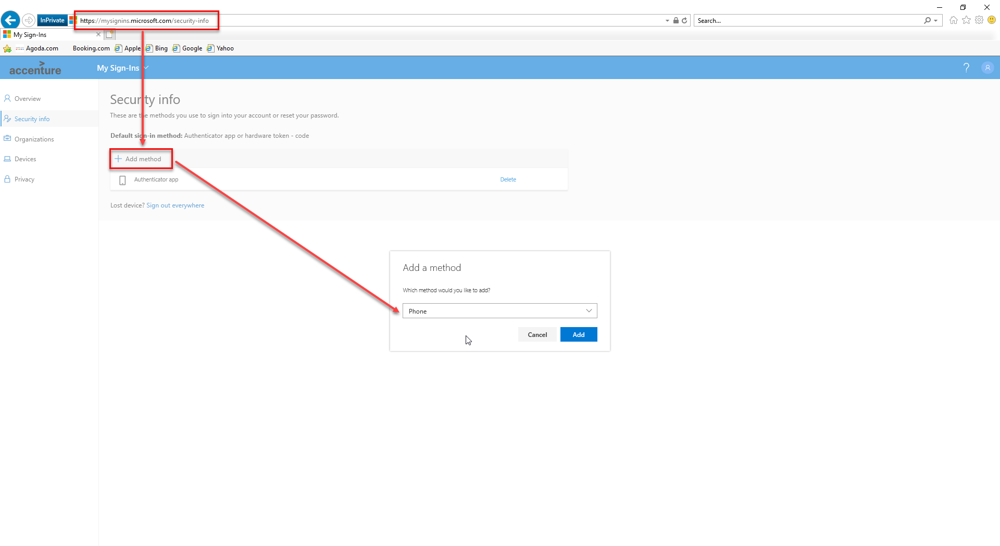 InPrivate
https://mysignins.microsoft.com/security-info
Search...
My Sign-Ins
Agoda.com
Booking.com
Apple
Bing
Google
Yahoo
accenture
My Sign-Ins
?
Overview
Security info
Organizations
Devices
Privacy
Security info
These are the methods you use to sign into your account or reset your password.
Default sign-in method: Authenticator app or hardware token - code
Add method
Authenticator app
Delete
Lost device? Sign out everywhere
Add a method
Which method would you like to add?
Phone
Cancel
Add